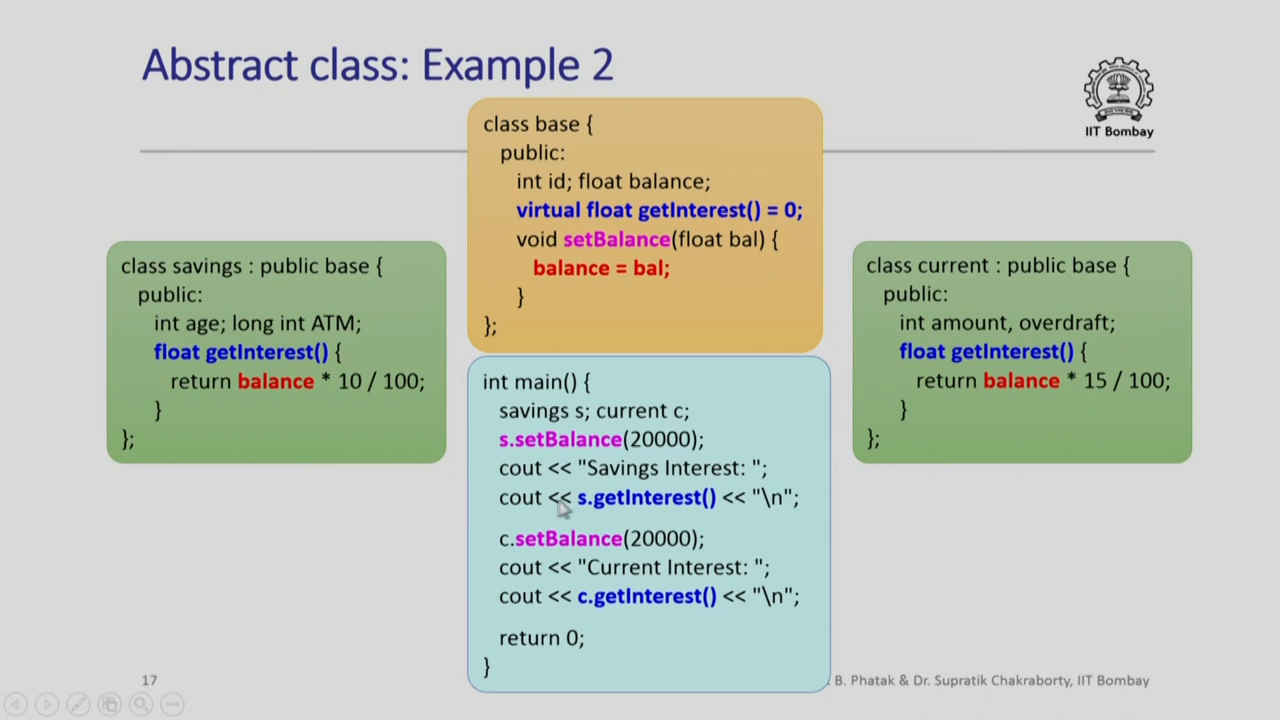 Abstract class: Example 2
IIT Bombay
class base {
public:
int id; float balance;
virtual float getInterest() = 0;
void setBalance(float bal) {
balance = bal;
}
};
class savings : public base {
public:
int age; long int ATM;
float getInterest() {
return balance * 10 / 100;
}
};
class current : public base {
public:
int amount, overdraft;
float getInterest() {
return balance * 15 / 100;
}
};
int main() {
savings s; current c;
s.setBalance(20000);
cout << "Savings Interest: ";
cout << s.getInterest() << "\n";
c.setBalance(20000);
cout << "Current Interest: ";
cout << c.getInterest() << "\n";
return 0;
}
17
B. Phatak & Dr. Supratik Chakraborty, IIT Bombay